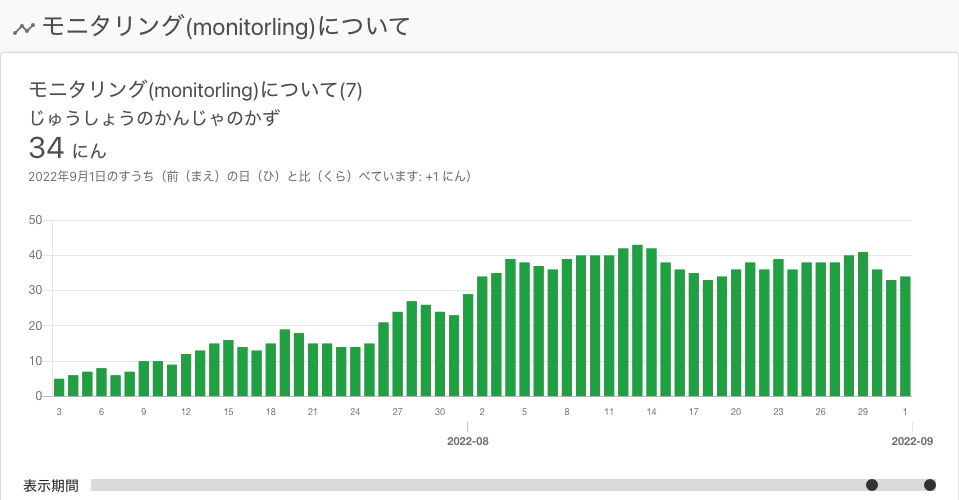 モニタリング(monitorling)について
モニタリング(monitorling)について(7)
じゅうしょうのかんじゃのかず
34 にん
2022年9月1日のすうち（前（まえ）の日（ひ）と比（くら）べています: +1 にん）
50
40
30
20
10
0
3 6 9 12 15 18 21 24 27 30 2 5 8 11 14 17 20 23 26 29 1
2022-08 2022-09
表示期間